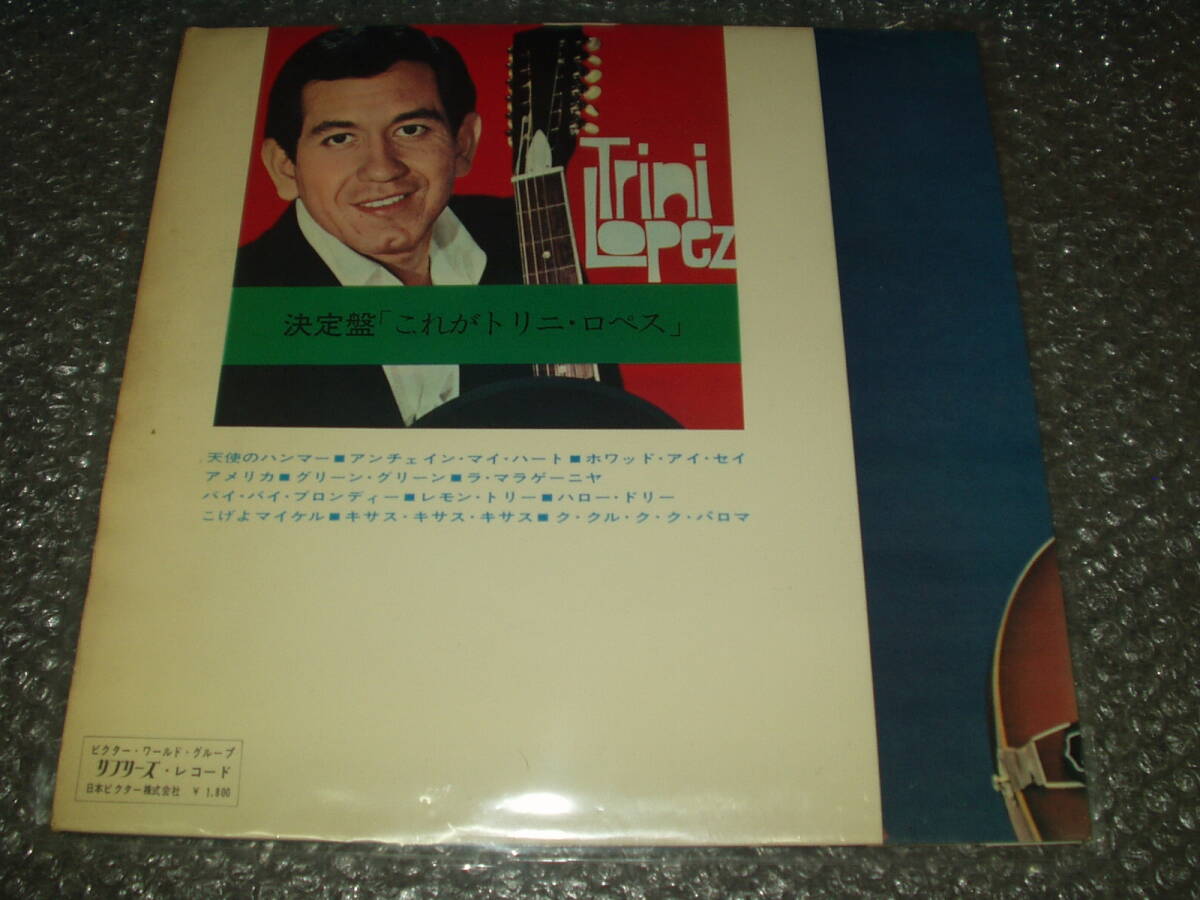 Trini
Lopez
決定盤「これがトリニ・ロペス」
天使のハンマー■アンチェイン・マイ・ハート■ホワッド・アイ・セイ
アメリカ■グリーン・グリーン■ラ・マラゲーニヤ
バイ・バイ・ブロンディー■レモン・トリー■ハロー・ドリー
こげよマイケル■キサス・キサス・キサス■ク・クル・ク・ク・パロマ
ビクター・ワールド・グループ
リプリーズ・レコード
日本ビクター株式会社 ¥1,800